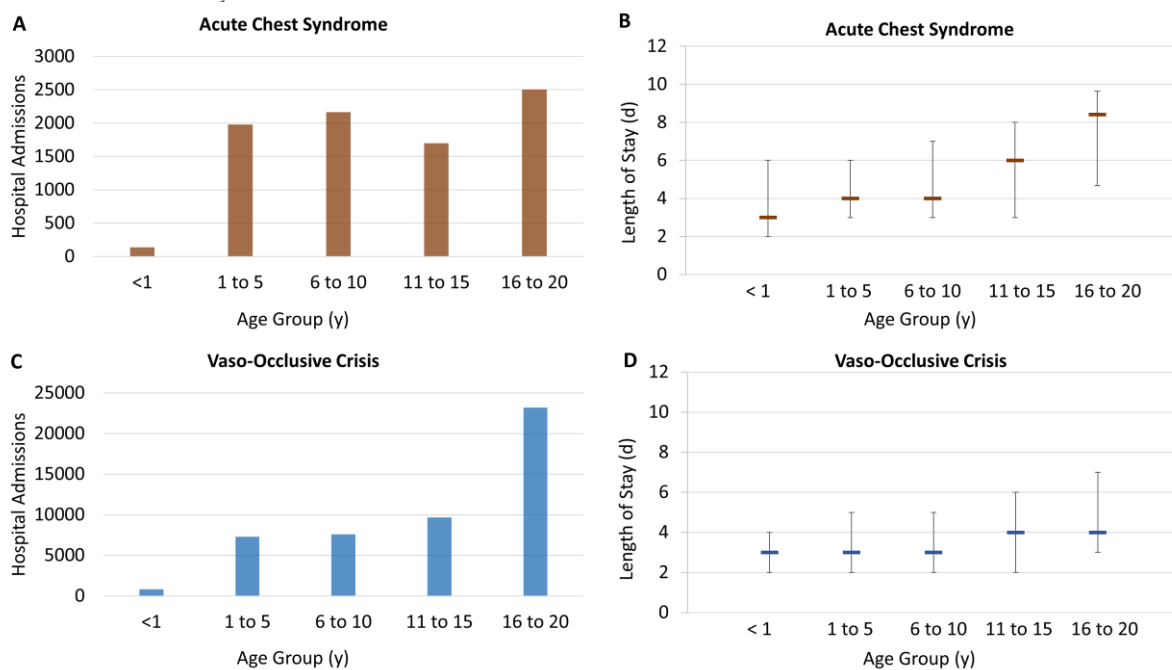 A
Acute Chest Syndrome
Hospital Admissions
3000
2500
2000
1500
1000
500
0
<1 1 to 5 6 to 10 11 to 15 16 to 20
Age Group (y)
B
Acute Chest Syndrome
Length of Stay (d)
12
10
8
6
4
2
0
< 1 1 to 5 6 to 10 11 to 15 16 to 20
Age Group (y)
C
Vaso-Occlusive Crisis
Hospital Admissions
25000
20000
15000
10000
5000
0
<1 1 to 5 6 to 10 11 to 15 16 to 20
Age Group (y)
D
Vaso-Occlusive Crisis
Length of Stay (d)
12
10
8
6
4
2
0
< 1 1 to 5 6 to 10 11 to 15 16 to 20
Age Group (y)